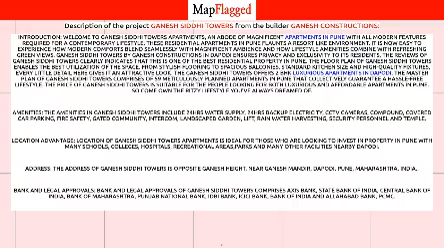 MapFlagged
Description of the project GANESH SIDDHI TOWERS from the builder GANESH CONSTRUCTIONS:
INTRODUCTION: WELCOME TO GANESH SIDDHI TOWERS APARTMENTS, AN ABODE OF MAGNIFICENT APARTMENTS IN PUNE WITH ALL MODERN FEATURES
REQUIRED FOR A CONTEMPORARY LIFESTYLE. THESE RESIDENTIAL APARTMENTS IN PUNE FLAUNTS A RESORT LIKE ENVIRONMENT. IT IS NOW EASY TO
EXPERIENCE HOW MODERN COMFORTS BLEND SEAMLESSLY WITH MAGNIFICENT AMBIENCE AND HOW LIFESTYLE AMENITIES COMBINE WITH REFRESHING
GREEN VIEWS. GANESH SIDDHI TOWERS BY GANESH CONSTRUCTIONS IN DAPODI ENSURES PRIVACY AND EXCLUSIVITY TO ITS RESIDENTS. THE REVIEWS OF
GANESH SIDDHI TOWERS CLEARLY INDICATES THAT THIS IS ONE OF THE BEST RESIDENTIAL PROPERTY IN PUNE. THE FLOOR PLAN OF GANESH SIDDHI TOWERS
ENABLES THE BEST UTILIZATION OF THE SPACE. FROM STYLISH FLOORING TO SPACIOUS BALCONIES, STANDARD KITCHEN SIZE AND HIGH-QUALITY FIXTURES,
EVERY LITTLE DETAIL HERE GIVES IT AN ATTRACTIVE LOOK. THE GANESH SIDDHI TOWERS OFFERS 2 BHK LUXURIOUS APARTMENTS IN DAPODI. THE MASTER
PLAN OF GANESH SIDDHI TOWERS COMPRISES OF 59 METICULOUSLY PLANNED APARTMENTS IN PUNE THAT COLLECTIVELY GUARANTEE A HASSLE-FREE
LIFESTYLE. THE PRICE OF GANESH SIDDHI TOWERS IS SUITABLE FOR THE PEOPLE LOOKING FOR BOTH LUXURIOUS AND AFFORDABLE APARTMENTS IN PUNE.
SO COME OWN THE RITZY LIFESTYLE YOU'VE ALWAYS DREAMED OF.
AMENITIES: THE AMENITIES IN GANESH SIDDHI TOWERS INCLUDE 24HRS WATER SUPPLY, 24HRS BACKUP ELECTRICITY, CCTV CAMERAS, COMPOUND, COVERED
CAR PARKING, FIRE SAFETY, GATED COMMUNITY, INTERCOM, LANDSCAPED GARDEN, LIFT, RAIN WATER HARVESTING, SECURITY PERSONNEL AND TEMPLE.
LOCATION ADVANTAGE: LOCATION OF GANESH SIDDHI TOWERS APARTMENTS IS IDEAL FOR THOSE WHO ARE LOOKING TO INVEST IN PROPERTY IN PUNE WITH
MANY SCHOOLS, COLLEGES, HOSPITALS, RECREATIONAL AREAS,PARKS AND MANY OTHER FACILITIES NEARBY DAPODI.
ADDRESS: THE ADDRESS OF GANESH SIDDHI TOWERS IS OPPOSITE GANESH HEIGHT, NEAR GANESH MANDIR, DAPODI, PUNE, MAHARASHTRA, INDIA.
BANK AND LEGAL APPROVALS: BANK AND LEGAL APPROVALS OF GANESH SIDDHI TOWERS COMPRISES AXIS BANK, STATE BANK OF INDIA, CENTRAL BANK OF
INDIA, BANK OF MAHARASHTRA, PUNJAB NATIONAL BANK, IDBI BANK, ICICI BANK, BANK OF INDIA AND ALLAHABAD BANK, PCMC.